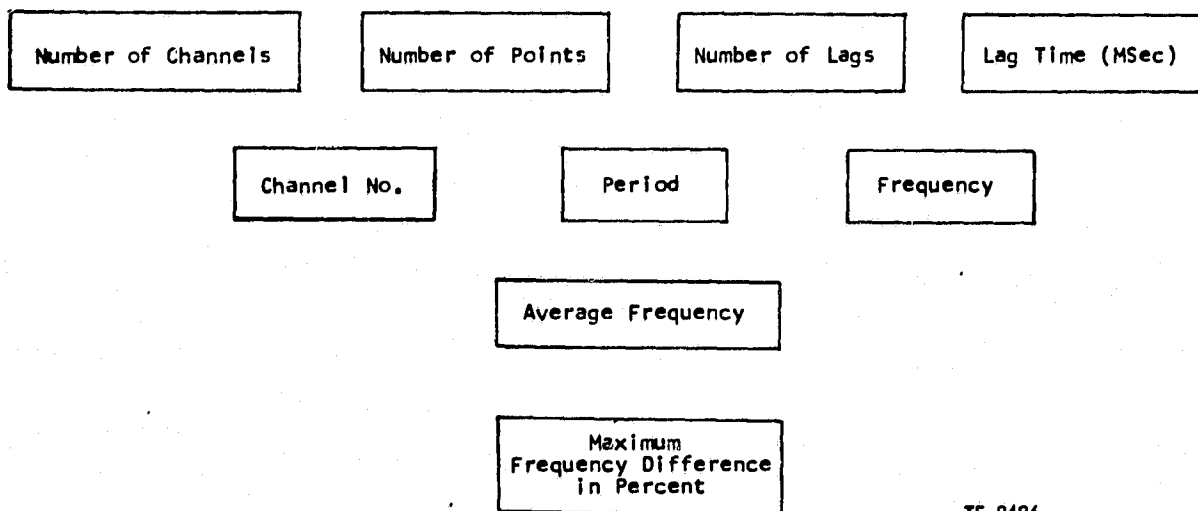 Number of Channels
Number of Points
Number of Lags
Lag Time (MSec)
Channel No.
Period
Frequency
Average Frequency
Maximum
Frequency Difference
in Percent